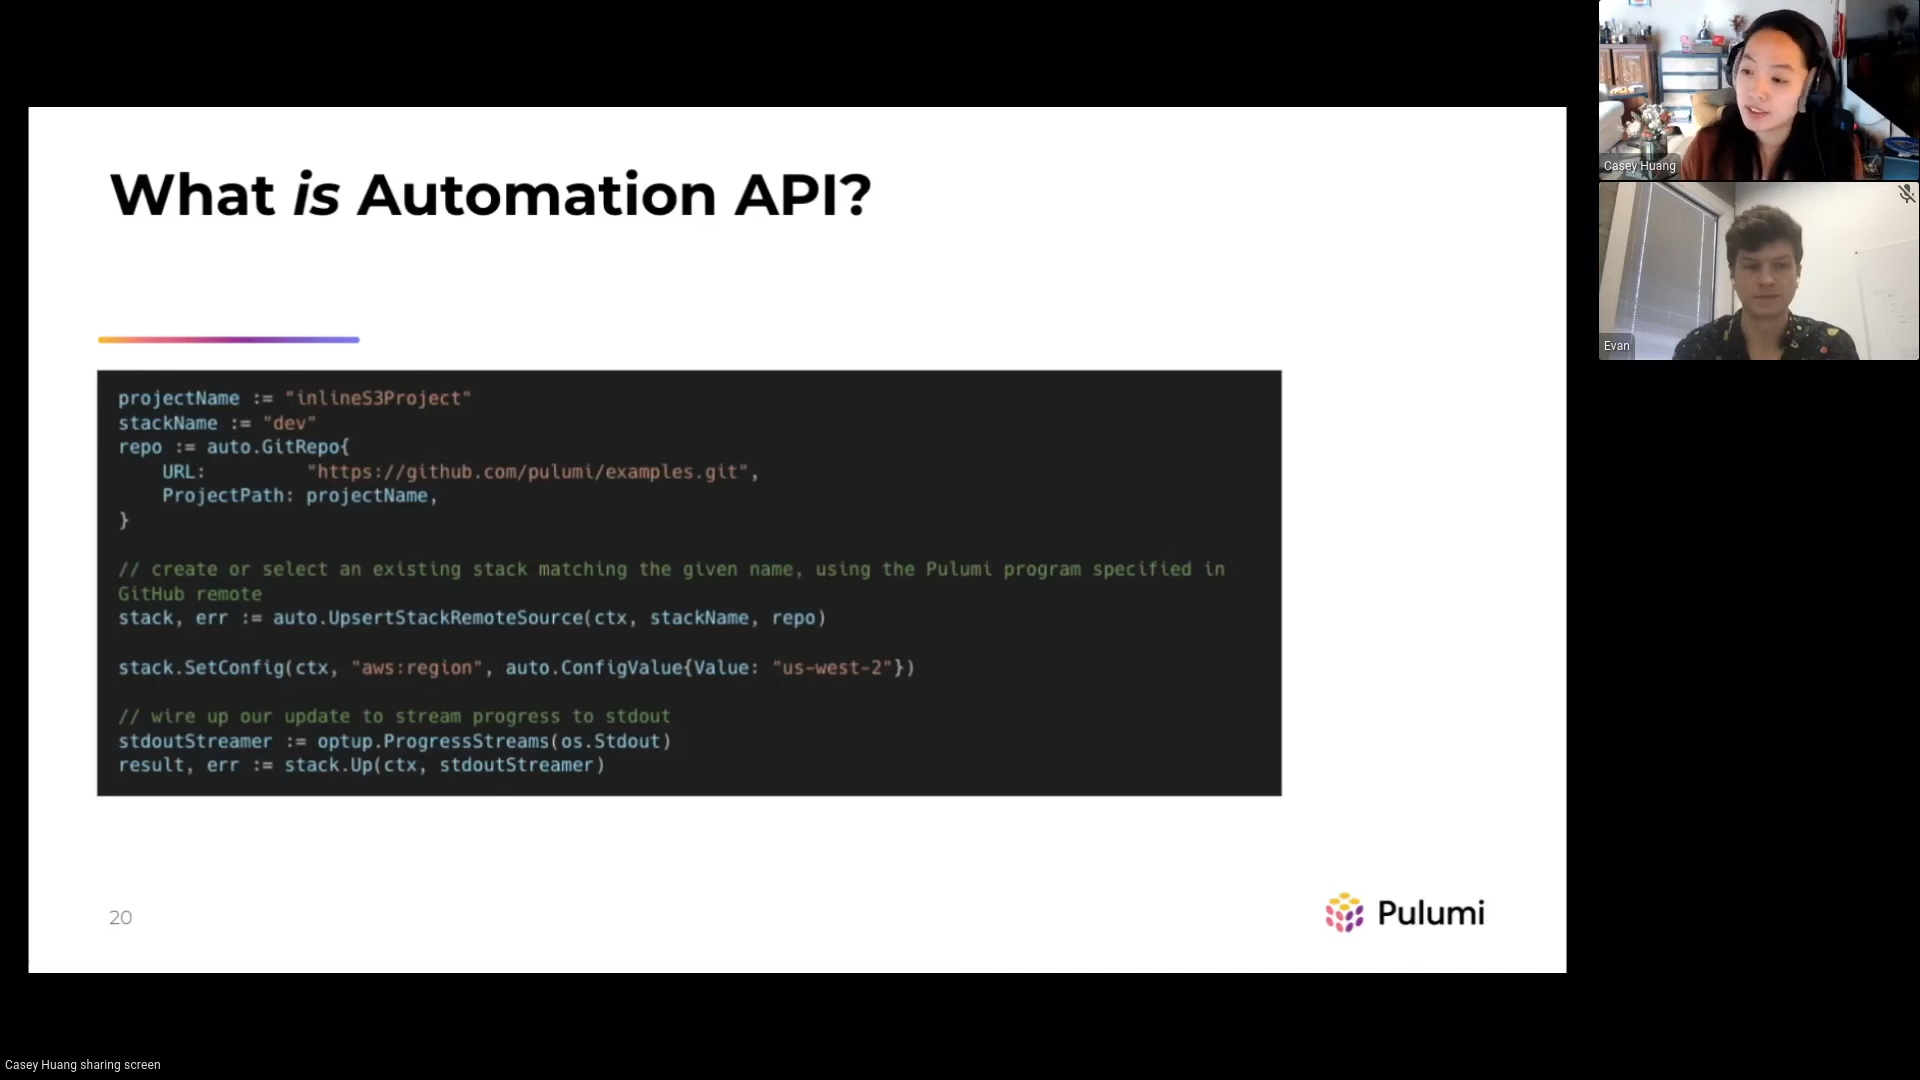 What is Automation API?
projectName := "inlineS3Project"
stackName := "dev"
repo := auto.GitRepo{
    URL:         "https://github.com/pulumi/examples.git",
    ProjectPath: projectName,
}
// create or select an existing stack matching the given name, using the Pulumi program specified in
GitHub remote
stack, err := auto.UpsertStackRemoteSource(ctx, stackName, repo)
stack.SetConfig(ctx, "aws:region", auto.ConfigValue{Value: "us-west-2"})
// wire up our update to stream progress to stdout
stdoutStreamer := optup.ProgressStreams(os.Stdout)
result, err := stack.Up(ctx, stdoutStreamer)
20
Pulumi
Casey Huang
Evan
Casey Huang sharing screen